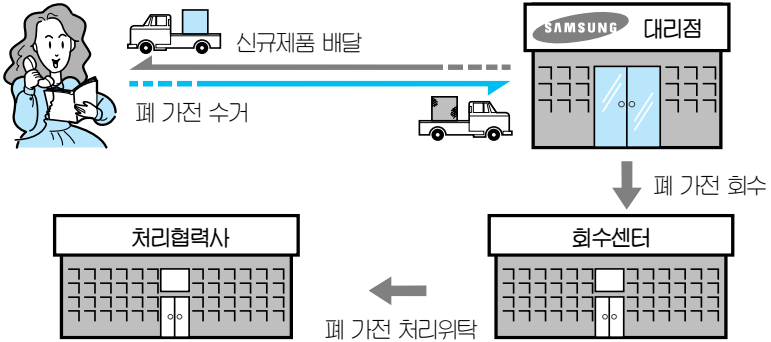 SAMSUNG 대리점
신규제품 배달
폐 가전 수거
폐 가전 회수
처리협력사
회수센터
폐 가전 처리위탁